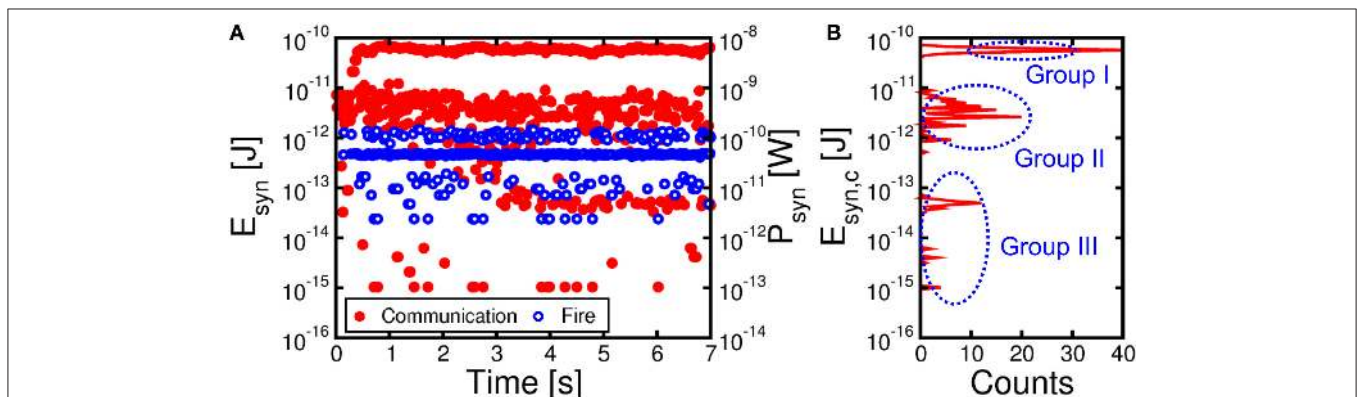 A
E_syn [J]
10^-10
10^-11
10^-12
10^-13
10^-14
10^-15
10^-16
Communication
Fire
0 1 2 3 4 5 6 7
Time [s]
10^-8
10^-9
10^-10
10^-11
10^-12
10^-13
10^-14
P_syn [W]
B
E_syn,c [J]
10^-10
10^-11
10^-12
10^-13
10^-14
10^-15
10^-16
Group I
Group II
Group III
0 10 20 30 40
Counts